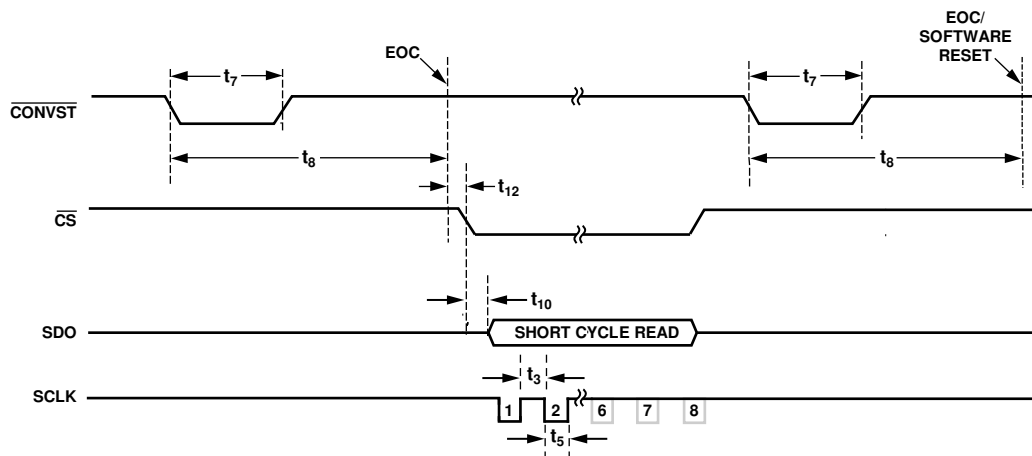 EOC
EOC/
SOFTWARE
RESET
t7
t7
CONVST
t8
t8
t12
CS
t10
SDO
SHORT CYCLE READ
t3
SCLK
1
2
6
7
8
t5